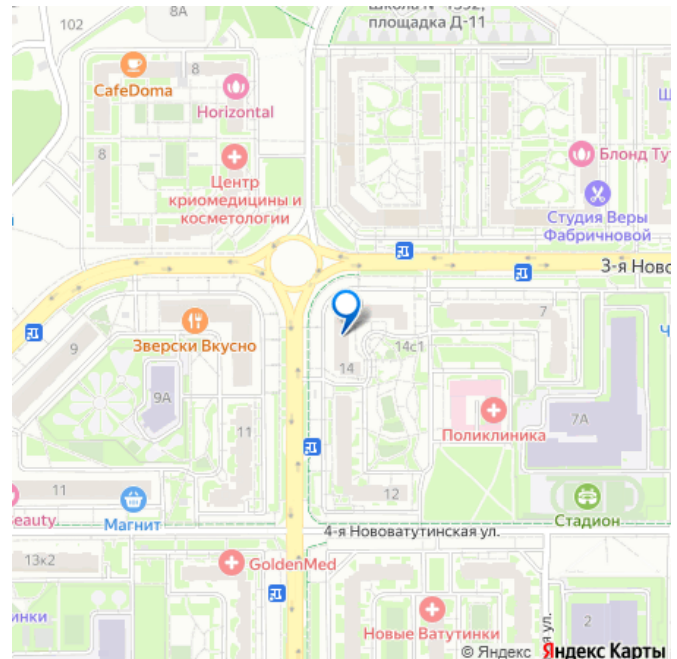 8А
102
площадка Д-11
8
CafeDoma
Horizontal
8
Центр
криомедицины и
косметологии
Блонд Ту
Студия Веры
Фабричновой
3-я Ново
7
14с1
14
Зверски Вкусно
9
9А
11
Поликлиника
7А
11
Beauty
Магнит
12
Стадион
4-я Нововатутинская ул.
13к2
GoldenMed
инки
Новые Ватутинки
2
ул.
© Яндекс Яндекс Карты